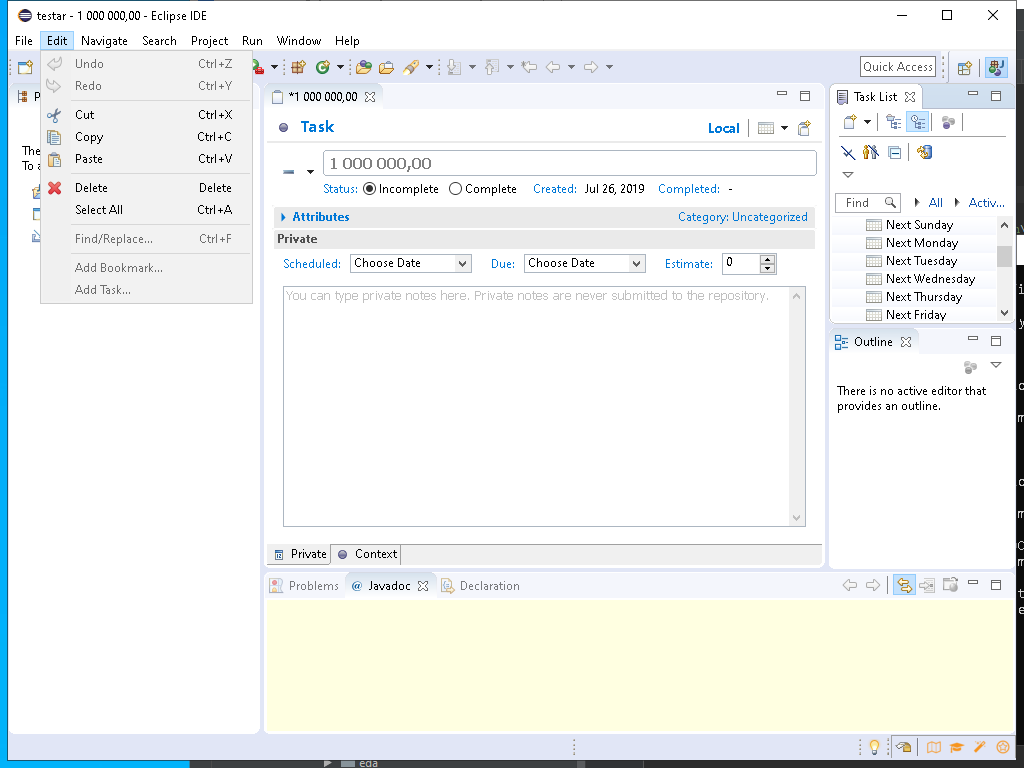 testar - 1 000 000,00 - Eclipse IDE
File Edit Navigate Search Project Run Window Help
Undo Ctrl+Z
Redo Ctrl+Y
Cut Ctrl+X
Copy Ctrl+C
Paste Ctrl+V
Delete Delete
Select All Ctrl+A
Find/Replace... Ctrl+F
Add Bookmark...
Add Task...
Quick Access
*1 000 000,00
Task
Local
1 000 000,00
Status: Incomplete Complete Created: Jul 26, 2019 Completed: -
Attributes Category: Uncategorized
Private
Scheduled: Choose Date Due: Choose Date Estimate: 0
You can type private notes here. Private notes are never submitted to the repository.
Private Context
Task List
Find All Activ...
Next Sunday
Next Monday
Next Tuesday
Next Wednesday
Next Thursday
Next Friday
Outline
There is no active editor that
provides an outline.
Problems @ Javadoc Declaration
eda